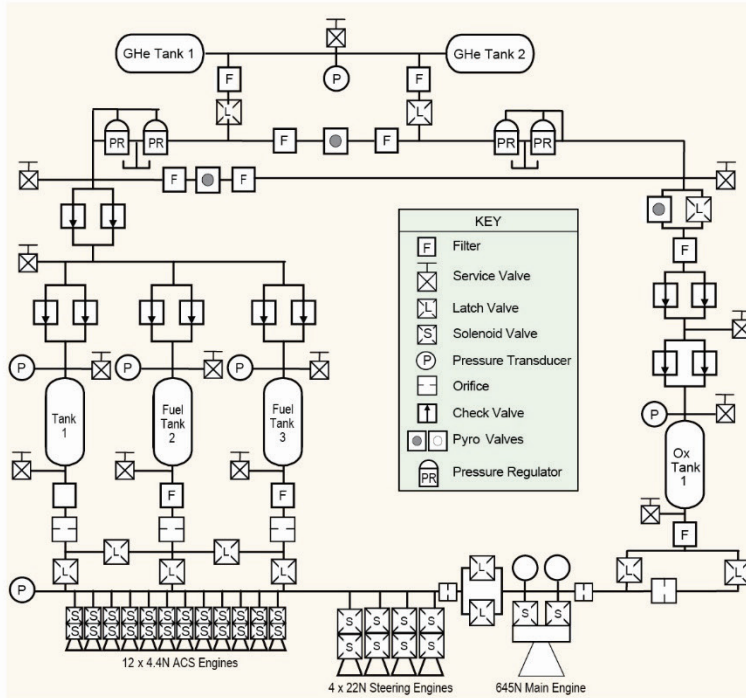 GHe Tank 1
GHe Tank 2
P
F
F
L
L
PR
PR
F
F
PR
PR
F
F
L
F
KEY
F
Filter
Service Valve
L
Latch Valve
S
Solenoid Valve
P
Pressure Transducer
Orifice
Check Valve
Pyro Valves
PR
Pressure Regulator
P
P
P
P
Tank
1
Fuel
Tank
2
Fuel
Tank
3
Ox
Tank
1
F
F
F
L
L
L
L
L
L
L
L
L
P
S S S S S S S S S S S S
S S S S S S S S S S S S
S S S S
S S S S
S S
12 x 4.4N ACS Engines
4 x 22N Steering Engines
645N Main Engine